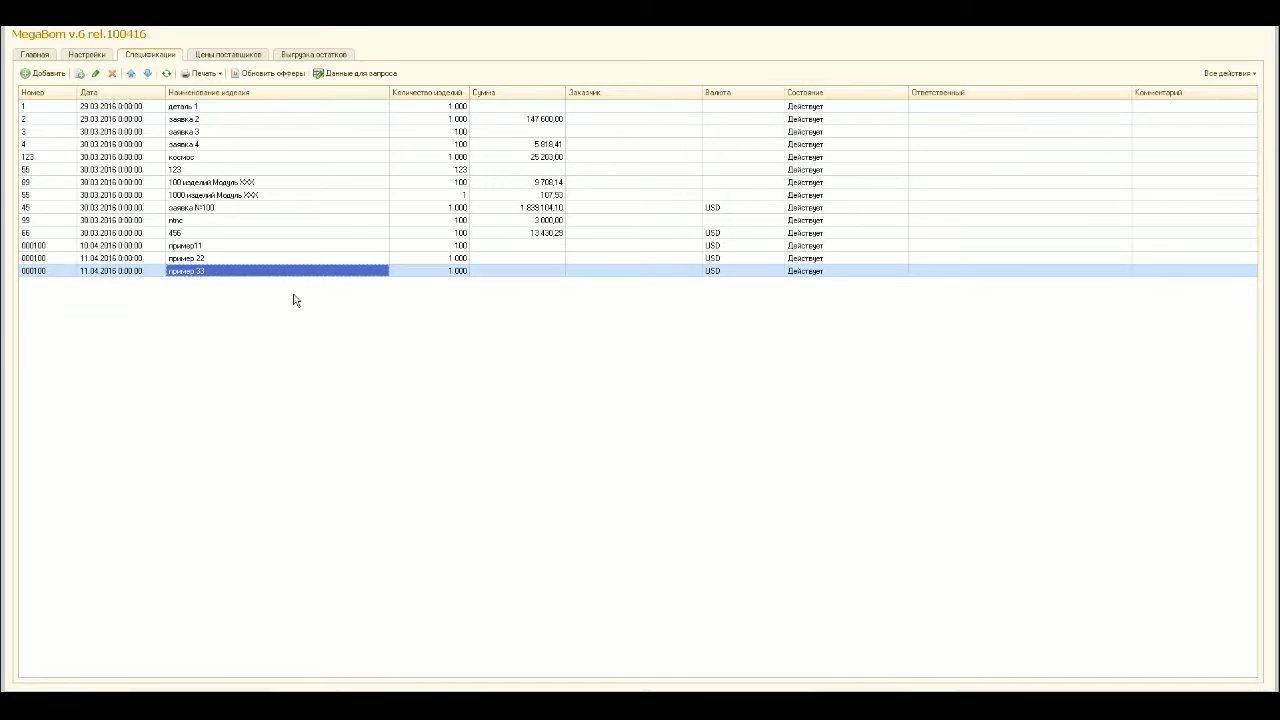 MegaBom v.6 rel.100416
Главная Настройки Спецификации Цены поставщиков Выгрузка остатков
Добавить Печать Обновить офферы Данные для запроса Все действия
Номер Дата Наименование изделия Количество изделий Сумма Заказчик Валюта Состояние Ответственный Комментарий
1 29.03.2016 0:00:00 деталь 1 1 000 Действует
2 29.03.2016 0:00:00 заявка 2 1 000 147 600,00 Действует
3 30.03.2016 0:00:00 заявка 3 100 Действует
4 30.03.2016 0:00:00 заявка 4 100 5 818,41 Действует
123 30.03.2016 0:00:00 космос 1 000 25 203,00 Действует
55 30.03.2016 0:00:00 123 123 Действует
89 30.03.2016 0:00:00 100 изделий Модуль XXX 100 9 708,14 Действует
55 30.03.2016 0:00:00 1000 изделий Модуль XXX 1 107,93 Действует
45 30.03.2016 0:00:00 заявка №100 1 000 1 839 104,10 USD Действует
99 30.03.2016 0:00:00 ntnc 100 3 000,00 Действует
66 30.03.2016 0:00:00 456 100 13 430,29 USD Действует
000100 10.04.2016 0:00:00 пример11 100 USD Действует
000100 11.04.2016 0:00:00 пример 22 1 000 USD Действует
000100 11.04.2016 0:00:00 пример 33 1 000 USD Действует